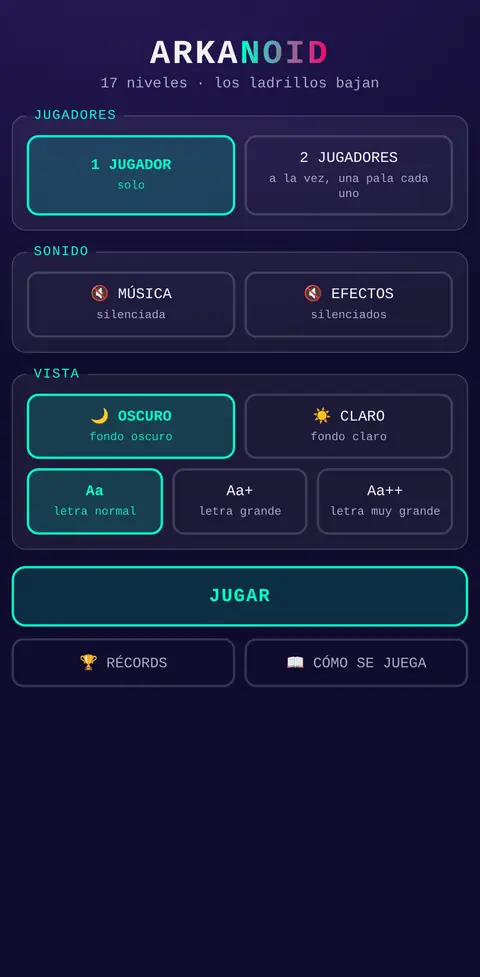 ARKANOID
17 niveles · los ladrillos bajan
JUGADORES
1 JUGADOR
solo
2 JUGADORES
a la vez, una pala cada
uno
SONIDO
🔇 MÚSICA
silenciada
🔇 EFECTOS
silenciados
VISTA
🌙 OSCURO
fondo oscuro
☀️ CLARO
fondo claro
Aa
letra normal
Aa+
letra grande
Aa++
letra muy grande
JUGAR
🏆 RÉCORDS
📖 CÓMO SE JUEGA